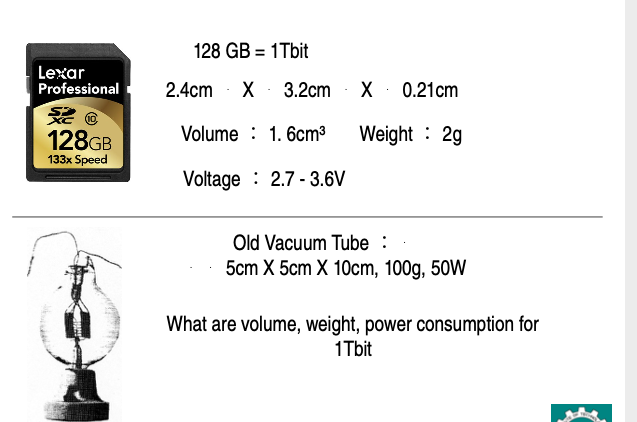 128 GB = 1Tbit
Lexar
Professional
SD
XC
10
128GB
133x Speed
2.4cm X 3.2cm X 0.21cm
Volume : 1. 6cm³ Weight : 2g
Voltage : 2.7 - 3.6V
Old Vacuum Tube :
5cm X 5cm X 10cm, 100g, 50W
What are volume, weight, power consumption for
1Tbit